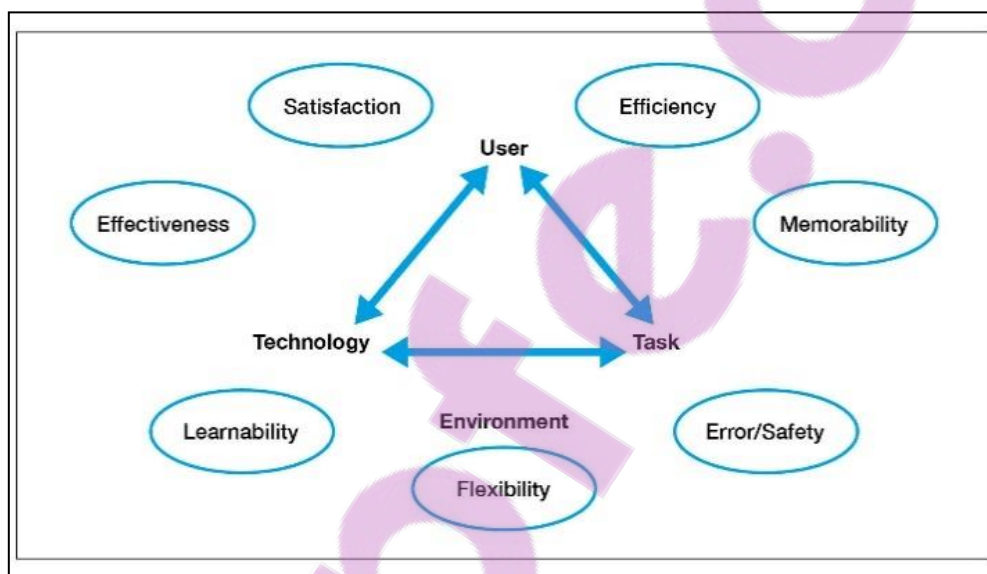 Satisfaction
Efficiency
User
Effectiveness
Memorability
Technology
Task
Learnability
Environment
Error/Safety
Flexibility